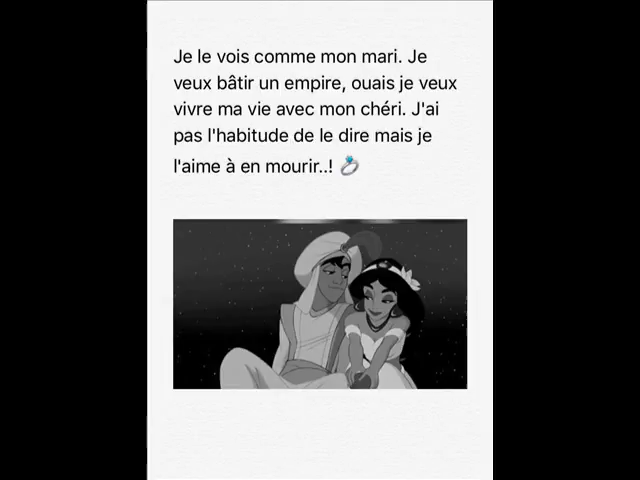 Je le vois comme mon mari. Je
veux bâtir un empire, ouais je veux
vivre ma vie avec mon chéri. J'ai
pas l'habitude de le dire mais je
l'aime à en mourir..! 💍